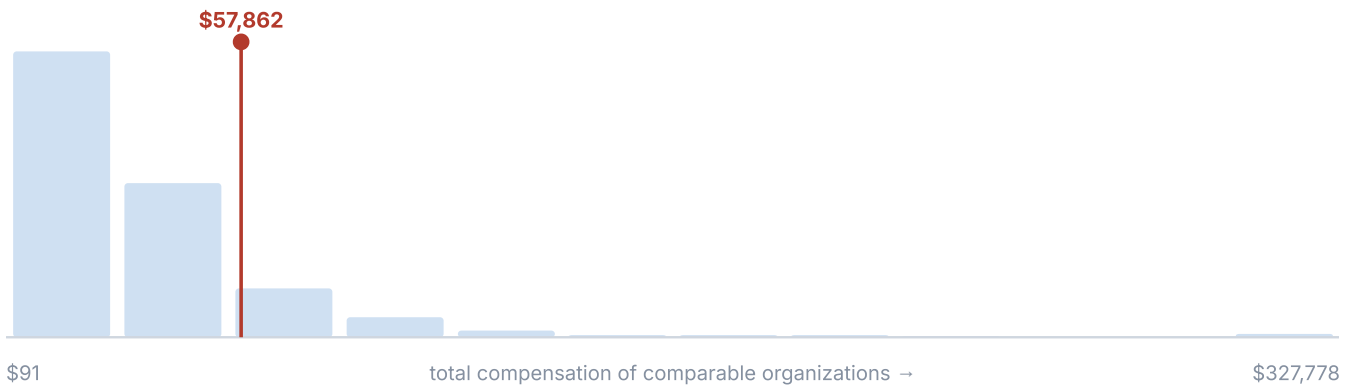 $57,862
$91
total compensation of comparable organizations →
$327,778